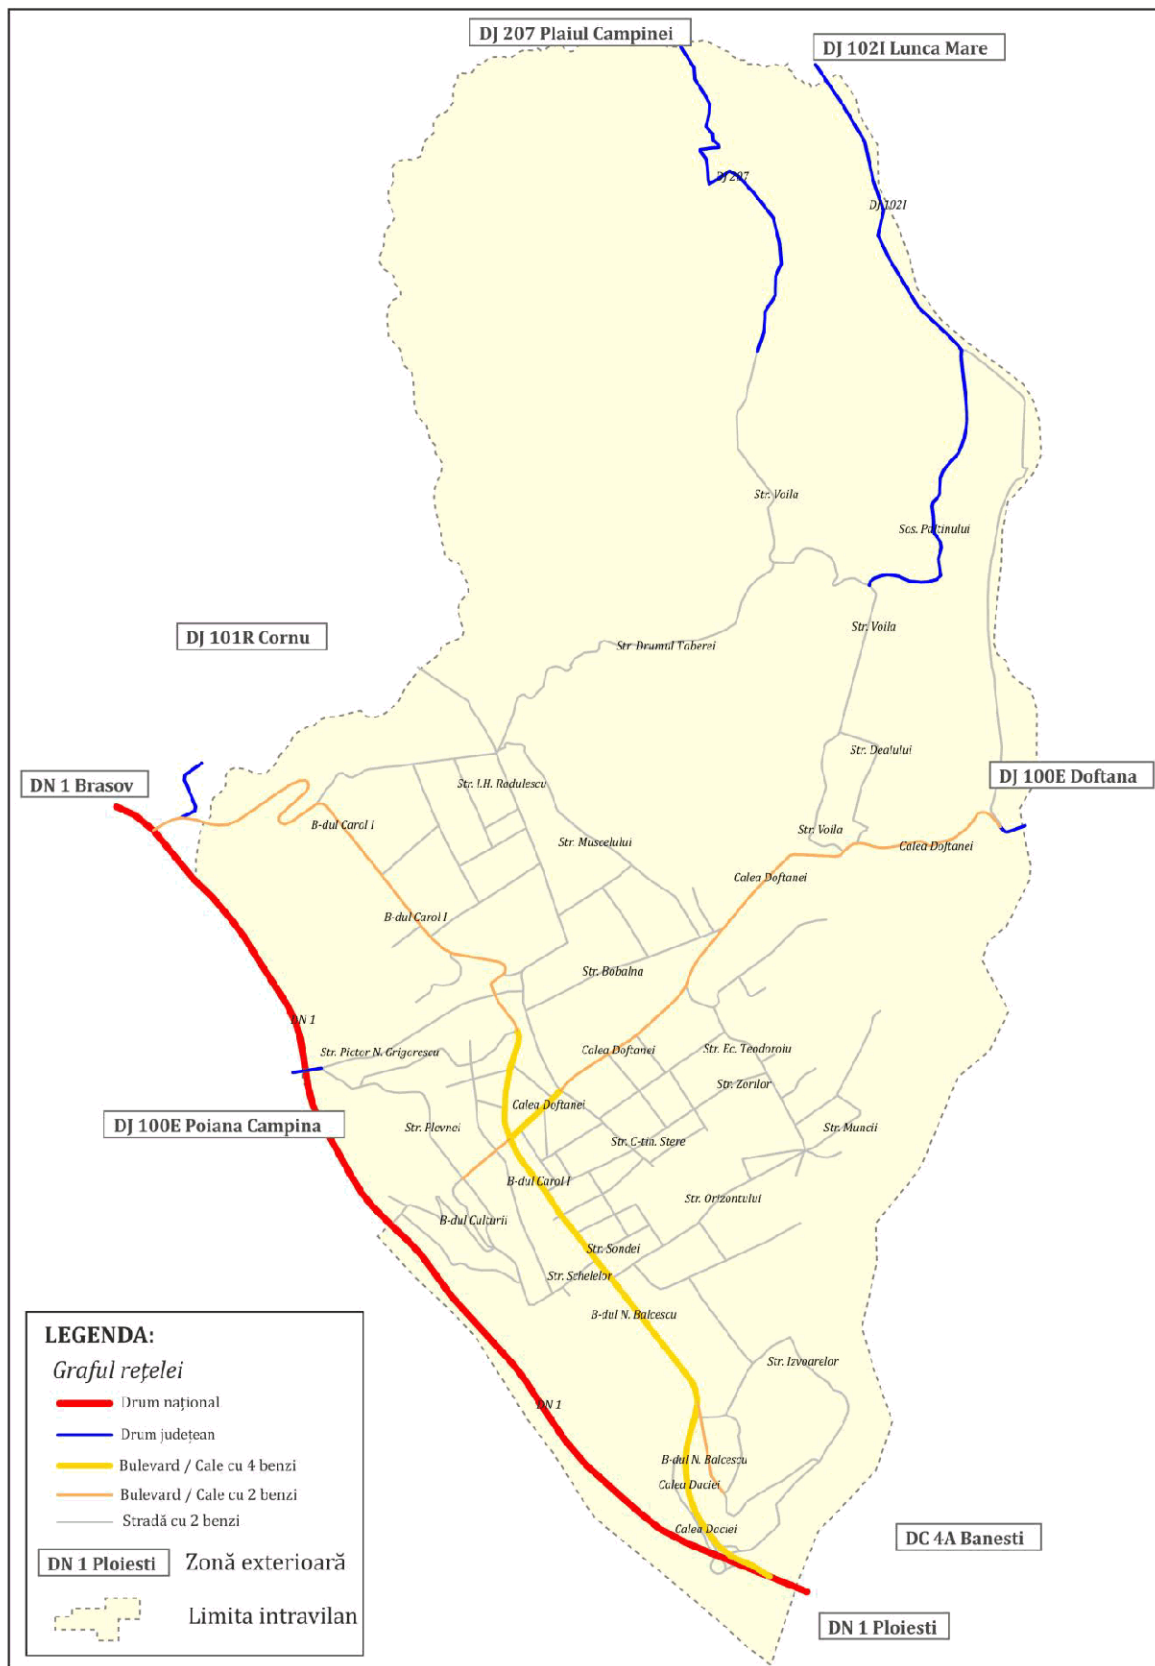 DJ 207 Plaiul Campinei
DJ 102I Lunca Mare
DJ 207
DJ 102I
Str. Voila
Sos. Paltinului
Str. Voila
DJ 101R Cornu
Str. Drumul Taberei
Str. Dealului
DJ 100E Doftana
DN 1 Brasov
Str. I.H. Radulescu
B-dul Carol I
Str. Voila
Str. Muscelului
Calea Doftanei
Calea Doftanei
B-dul Carol I
Str. Bobalna
DN 1
Str. Pictor N. Grigorescu
Calea Doftanei
Str. Ec. Teodoroiu
Str. Zorilor
Calea Doftanei
DJ 100E Poiana Campina
Str. Plevnei
Str. Muncii
Str. C-tin. Stere
B-dul Carol I
Str. Orizontului
B-dul Culturii
Str. Sondei
Str. Schelelor
B-dul N. Balcescu
Str. Izvoarelor
DN 1
B-dul N. Balcescu
Calea Daciei
Calea Daciei
DC 4A Banesti
DN 1 Ploiesti
LEGENDA:
Graful rețelei
Drum național
Drum județean
Bulevard / Cale cu 4 benzi
Bulevard / Cale cu 2 benzi
Stradă cu 2 benzi
DN 1 Ploiesti Zonă exterioară
Limita intravilan